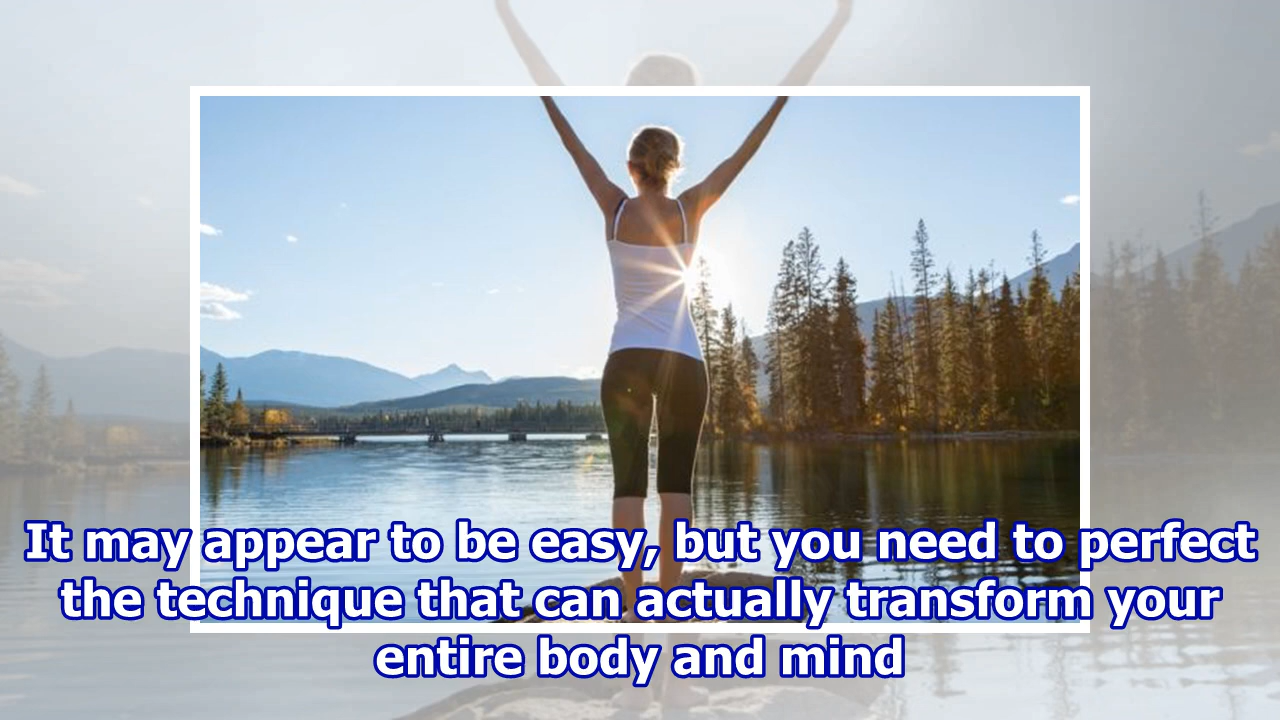 It may appear to be easy, but you need to perfect
the technique that can actually transform your
entire body and mind